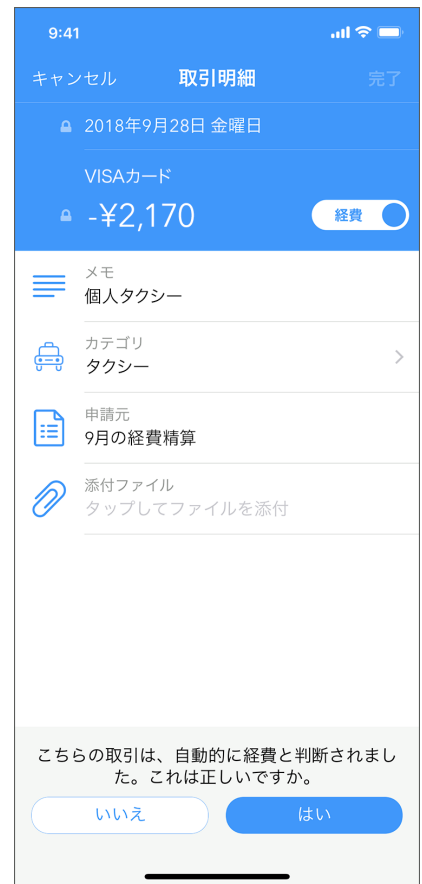 9:41
キャンセル 取引明細 完了
2018年9月28日 金曜日
VISAカード
-¥2,170 経費
メモ
個人タクシー
カテゴリ
タクシー
申請元
9月の経費精算
添付ファイル
タップしてファイルを添付
こちらの取引は、自動的に経費と判断されまし
た。これは正しいですか。
いいえ はい